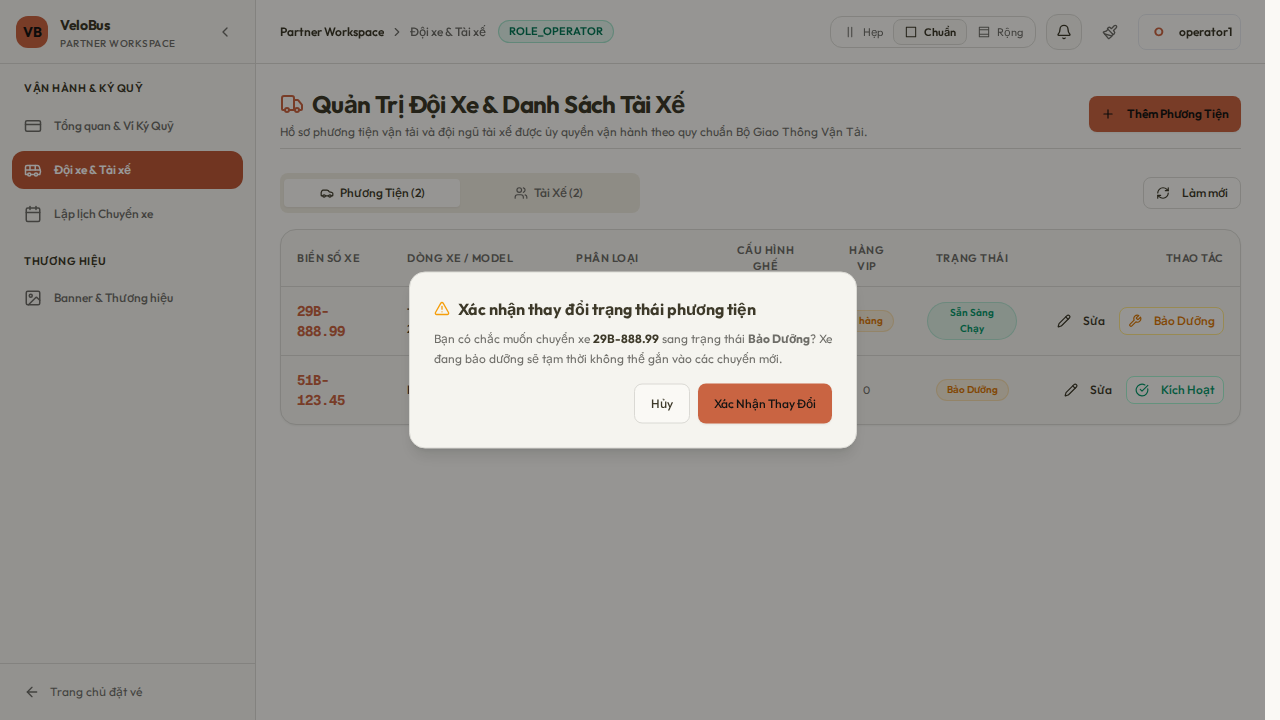 VB
VeloBus
PARTNER WORKSPACE
Partner Workspace
Đội xe & Tài xế
ROLE_OPERATOR
Hẹp
Chuẩn
Rộng
O
operator1
VẬN HÀNH & KÝ QUỸ
Tổng quan & Ví Ký Quỹ
Đội xe & Tài xế
Lập lịch Chuyến xe
THƯƠNG HIỆU
Banner & Thương hiệu
Trang chủ đặt vé
Quản Trị Đội Xe & Danh Sách Tài Xế
Hồ sơ phương tiện vận tải và đội ngũ tài xế được ủy quyền vận hành theo quy chuẩn Bộ Giao Thông Vận Tải.
Thêm Phương Tiện
Phương Tiện (2)
Tài Xế (2)
Làm mới
BIỂN SỐ XE
DÒNG XE / MODEL
PHÂN LOẠI
CẤU HÌNH
GHẾ
HÀNG
VIP
TRẠNG THÁI
THAO TÁC
29B-
888.99
hàng
Sẵn Sàng
Chạy
Sửa
Bảo Dưỡng
51B-
123.45
0
Bảo Dưỡng
Sửa
Kích Hoạt
Xác nhận thay đổi trạng thái phương tiện
Bạn có chắc muốn chuyển xe 29B-888.99 sang trạng thái Bảo Dưỡng? Xe
đang bảo dưỡng sẽ tạm thời không thể gắn vào các chuyến mới.
Hủy
Xác Nhận Thay Đổi